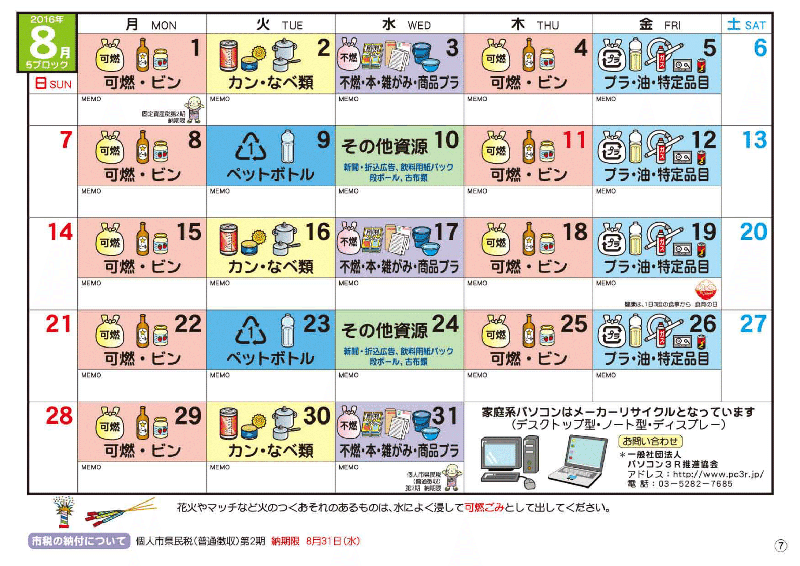 2016年
8月
5ブロック
日 SUN
月 MON
火 TUE
水 WED
木 THU
金 FRI
土 SAT
可燃
1
可燃・ビン
MEMO
固定資産税第2期
納期限
2
カン・なべ類
MEMO
不燃
3
不燃・本・雑がみ・商品プラ
MEMO
可燃
4
可燃・ビン
MEMO
プラ
ガス
5
プラ・油・特定品目
MEMO
6
7
可燃
8
可燃・ビン
MEMO
1
9
ペットボトル
MEMO
その他資源 10
新聞・折込広告、飲料用紙パック
段ボール、古布類
MEMO
可燃
11
可燃・ビン
MEMO
プラ
ガス
12
プラ・油・特定品目
MEMO
13
14
可燃
15
可燃・ビン
MEMO
16
カン・なべ類
MEMO
不燃
17
不燃・本・雑がみ・商品プラ
MEMO
可燃
18
可燃・ビン
MEMO
プラ
ガス
19
プラ・油・特定品目
MEMO
健康は、1日3回の食事から 食育の日
20
21
可燃
22
可燃・ビン
MEMO
1
23
ペットボトル
MEMO
その他資源 24
新聞・折込広告、飲料用紙パック
段ボール、古布類
MEMO
可燃
25
可燃・ビン
MEMO
プラ
ガス
26
プラ・油・特定品目
MEMO
27
28
可燃
29
可燃・ビン
MEMO
30
カン・なべ類
MEMO
不燃
31
不燃・本・雑がみ・商品プラ
MEMO
個人市県民税
(普通徴収)
第2期 納期限
家庭系パソコンはメーカーリサイクルとなっています
(デスクトップ型・ノート型・ディスプレー)
お問い合わせ
*一般社団法人
パソコン3R推進協会
アドレス:http://www.pc3r.jp/
電話:03-5282-7685
花火やマッチなど火のつくおそれのあるものは、水によく浸して可燃ごみとして出してください。
市税の納付について 個人市県民税(普通徴収)第2期 納期限 8月31日(水)
⑦